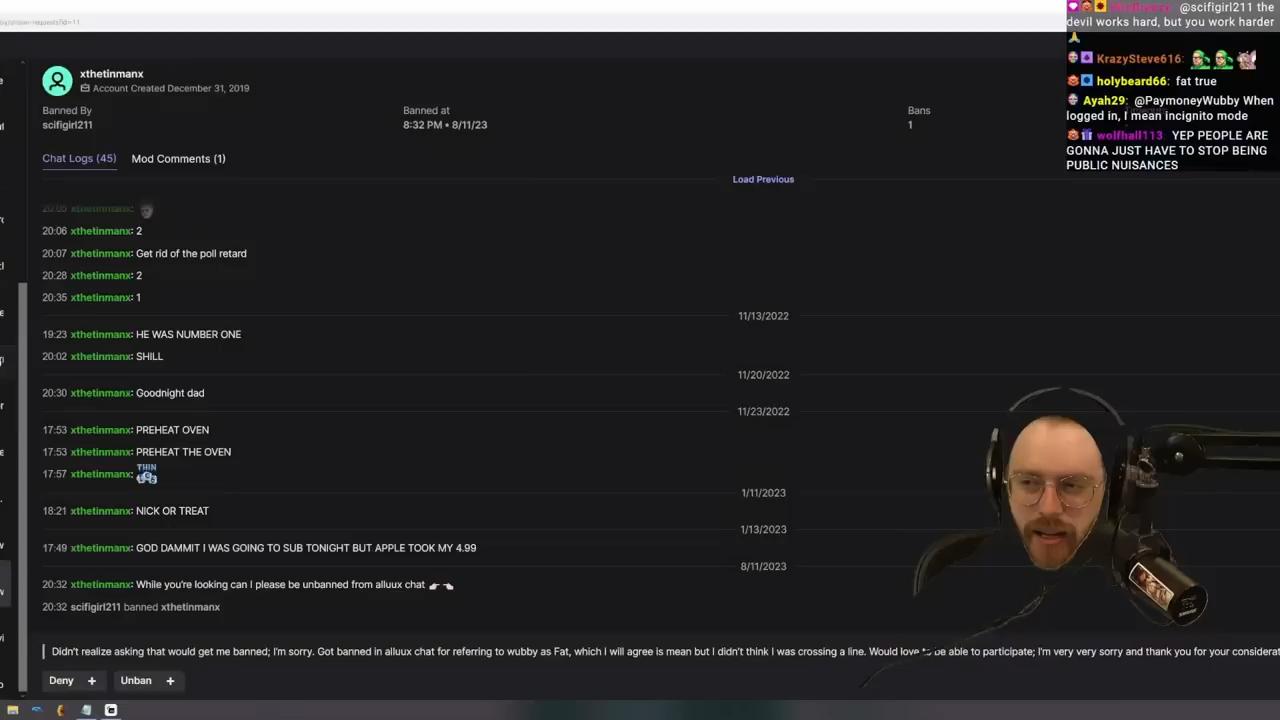 @scifigirl211 the
devil works hard, but you work harder
KrazySteve616:
holybeard66: fat true
Ayah29: @PaymoneyWubby When
logged in, I mean incignito mode
wolfhall113: YEP PEOPLE ARE
GONNA JUST HAVE TO STOP BEING
PUBLIC NUISANCES
xthetinmanx
Account Created December 31, 2019
Banned By
scifigirl211
Banned at
8:32 PM • 8/11/23
Bans
1
Chat Logs (45)
Mod Comments (1)
Load Previous
20:05 xthetinmanx:
20:06 xthetinmanx: 2
20:07 xthetinmanx: Get rid of the poll retard
20:28 xthetinmanx: 2
20:35 xthetinmanx: 1
11/13/2022
19:23 xthetinmanx: HE WAS NUMBER ONE
20:02 xthetinmanx: SHILL
11/20/2022
20:30 xthetinmanx: Goodnight dad
11/23/2022
17:53 xthetinmanx: PREHEAT OVEN
17:53 xthetinmanx: PREHEAT THE OVEN
17:57 xthetinmanx: THIN
1/11/2023
18:21 xthetinmanx: NICK OR TREAT
1/13/2023
17:49 xthetinmanx: GOD DAMMIT I WAS GOING TO SUB TONIGHT BUT APPLE TOOK MY 4.99
8/11/2023
20:32 xthetinmanx: While you're looking can I please be unbanned from alluux chat
20:32 scifigirl211 banned xthetinmanx
Didn't realize asking that would get me banned; I'm sorry. Got banned in alluux chat for referring to wubby as Fat, which I will agree is mean but I didn't think I was crossing a line. Would love to be able to participate; I'm very very sorry and thank you for your considerat
Deny +
Unban +